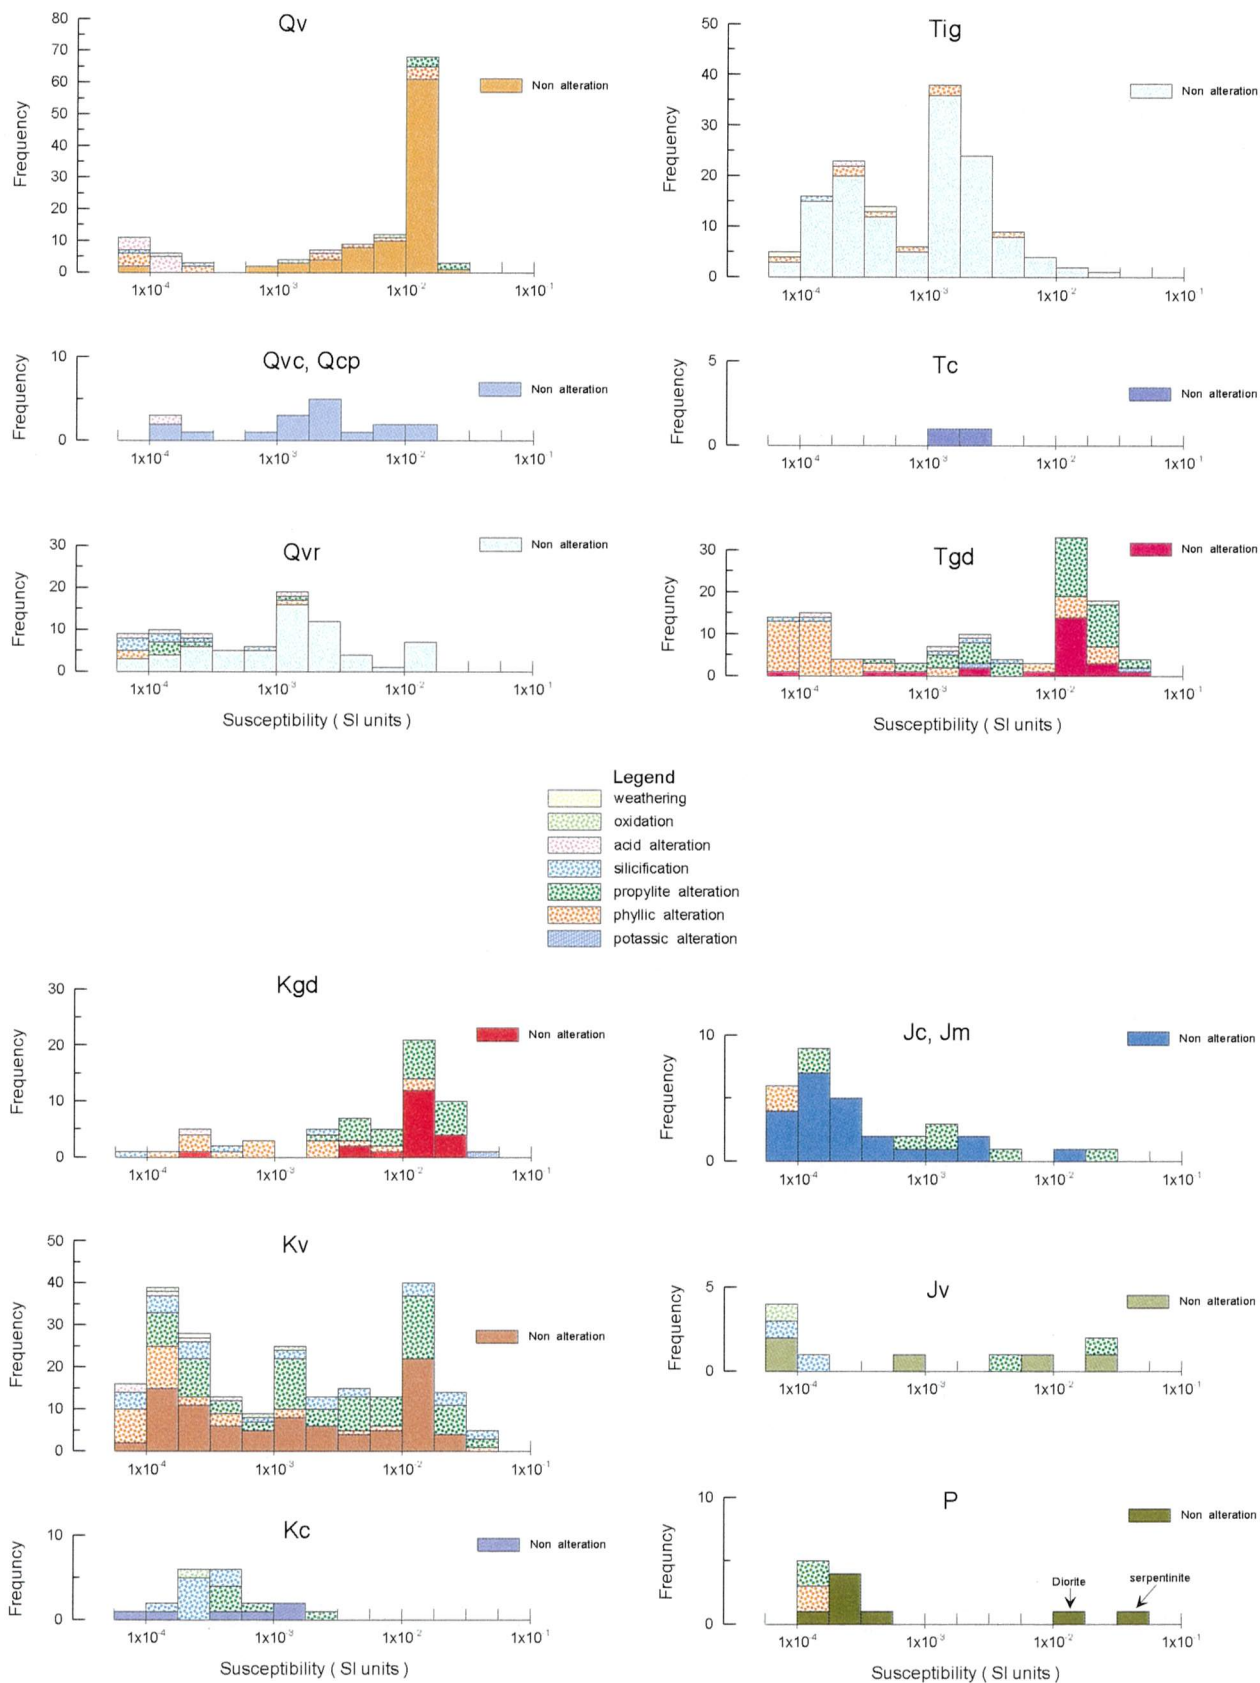 Qv
80
70
60
50
40
30
20
10
0
Frequency
Non alteration
1x10⁻⁴ 1x10⁻³ 1x10⁻² 1x10⁻¹
Tig
50
40
30
20
10
0
Frequency
Non alteration
1x10⁻⁴ 1x10⁻³ 1x10⁻² 1x10⁻¹
Qvc, Qcp
10
0
Frequency
Non alteration
1x10⁻⁴ 1x10⁻³ 1x10⁻² 1x10⁻¹
Tc
5
0
Frequency
Non alteration
1x10⁻⁴ 1x10⁻³ 1x10⁻² 1x10⁻¹
Qvr
30
20
10
0
Frequncy
Non alteration
1x10⁻⁴ 1x10⁻³ 1x10⁻² 1x10⁻¹
Susceptibility ( SI units )
Tgd
30
20
10
0
Frequncy
Non alteration
1x10⁻⁴ 1x10⁻³ 1x10⁻² 1x10⁻¹
Susceptibility ( SI units )
Legend
weathering
oxidation
acid alteration
silicification
propylite alteration
phyllic alteration
potassic alteration
Kgd
30
20
10
0
Frequency
Non alteration
1x10⁻⁴ 1x10⁻³ 1x10⁻² 1x10⁻¹
Jc, Jm
10
0
Frequency
Non alteration
1x10⁻⁴ 1x10⁻³ 1x10⁻² 1x10⁻¹
Kv
50
40
30
20
10
0
Frequency
Non alteration
1x10⁻⁴ 1x10⁻³ 1x10⁻² 1x10⁻¹
Jv
5
0
Frequency
Non alteration
1x10⁻⁴ 1x10⁻³ 1x10⁻² 1x10⁻¹
Kc
10
0
Frequncy
Non alteration
1x10⁻⁴ 1x10⁻³ 1x10⁻² 1x10⁻¹
Susceptibility ( SI units )
P
10
0
Frequncy
Non alteration
Diorite
serpentinite
1x10⁻⁴ 1x10⁻³ 1x10⁻² 1x10⁻¹
Susceptibility ( SI units )